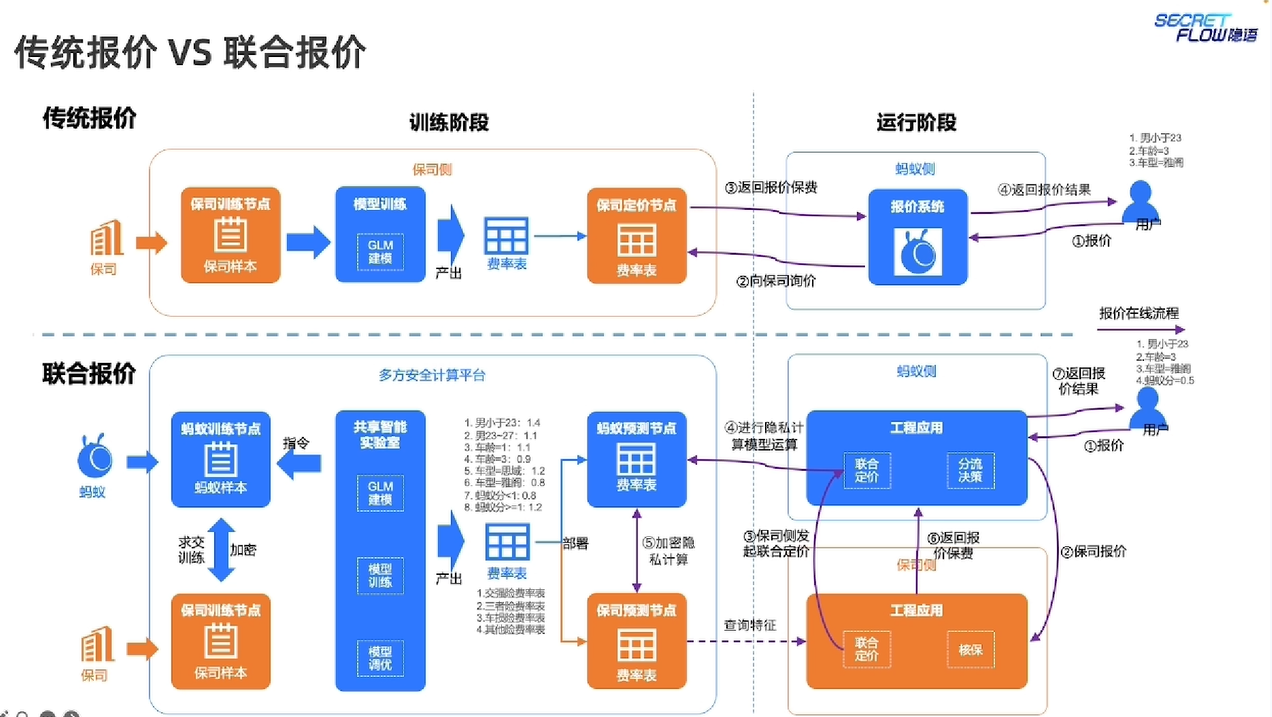 SECRET
FLOW隐语
传统报价 VS 联合报价
传统报价
训练阶段
运行阶段
保司侧
保司
保司训练节点
保司样本
模型训练
GLM
建模
产出
费率表
保司定价节点
费率表
③返回报价保费
②向保司询价
蚂蚁侧
报价系统
④返回报价结果
①报价
1. 男小于23
2.车龄=3
3.车型=雅阁
用户
报价在线流程
联合报价
多方安全计算平台
蚂蚁
蚂蚁训练节点
蚂蚁样本
指令
求交
训练
加密
保司
保司训练节点
保司样本
共享智能
实验室
GLM
建模
模型
训练
模型
调优
产出
1. 男小于23：1.4
2. 男23-27：1.1
3. 车龄=1：1.1
4. 车龄=3：0.9
5. 车型=思域：1.2
6. 车型=雅阁：0.8
7. 蚂蚁分<1: 0.8
8. 蚂蚁分>=1: 1.2
费率表
1.交强险费率表
2.三者险费率表
3.车损险费率表
4.其他险费率表
部署
蚂蚁预测节点
费率表
⑤加密隐
私计算
保司预测节点
费率表
④进行隐私计
算模型运算
查询特征
蚂蚁侧
工程应用
联合
定价
分流
决策
③保司侧发
起联合定价
⑥返回报
价保费
②保司报价
保司侧
工程应用
联合
定价
核保
⑦返回报
价结果
①报价
1. 男小于23
2.车龄=3
3.车型=雅阁
4.蚂蚁分=0.5
用户